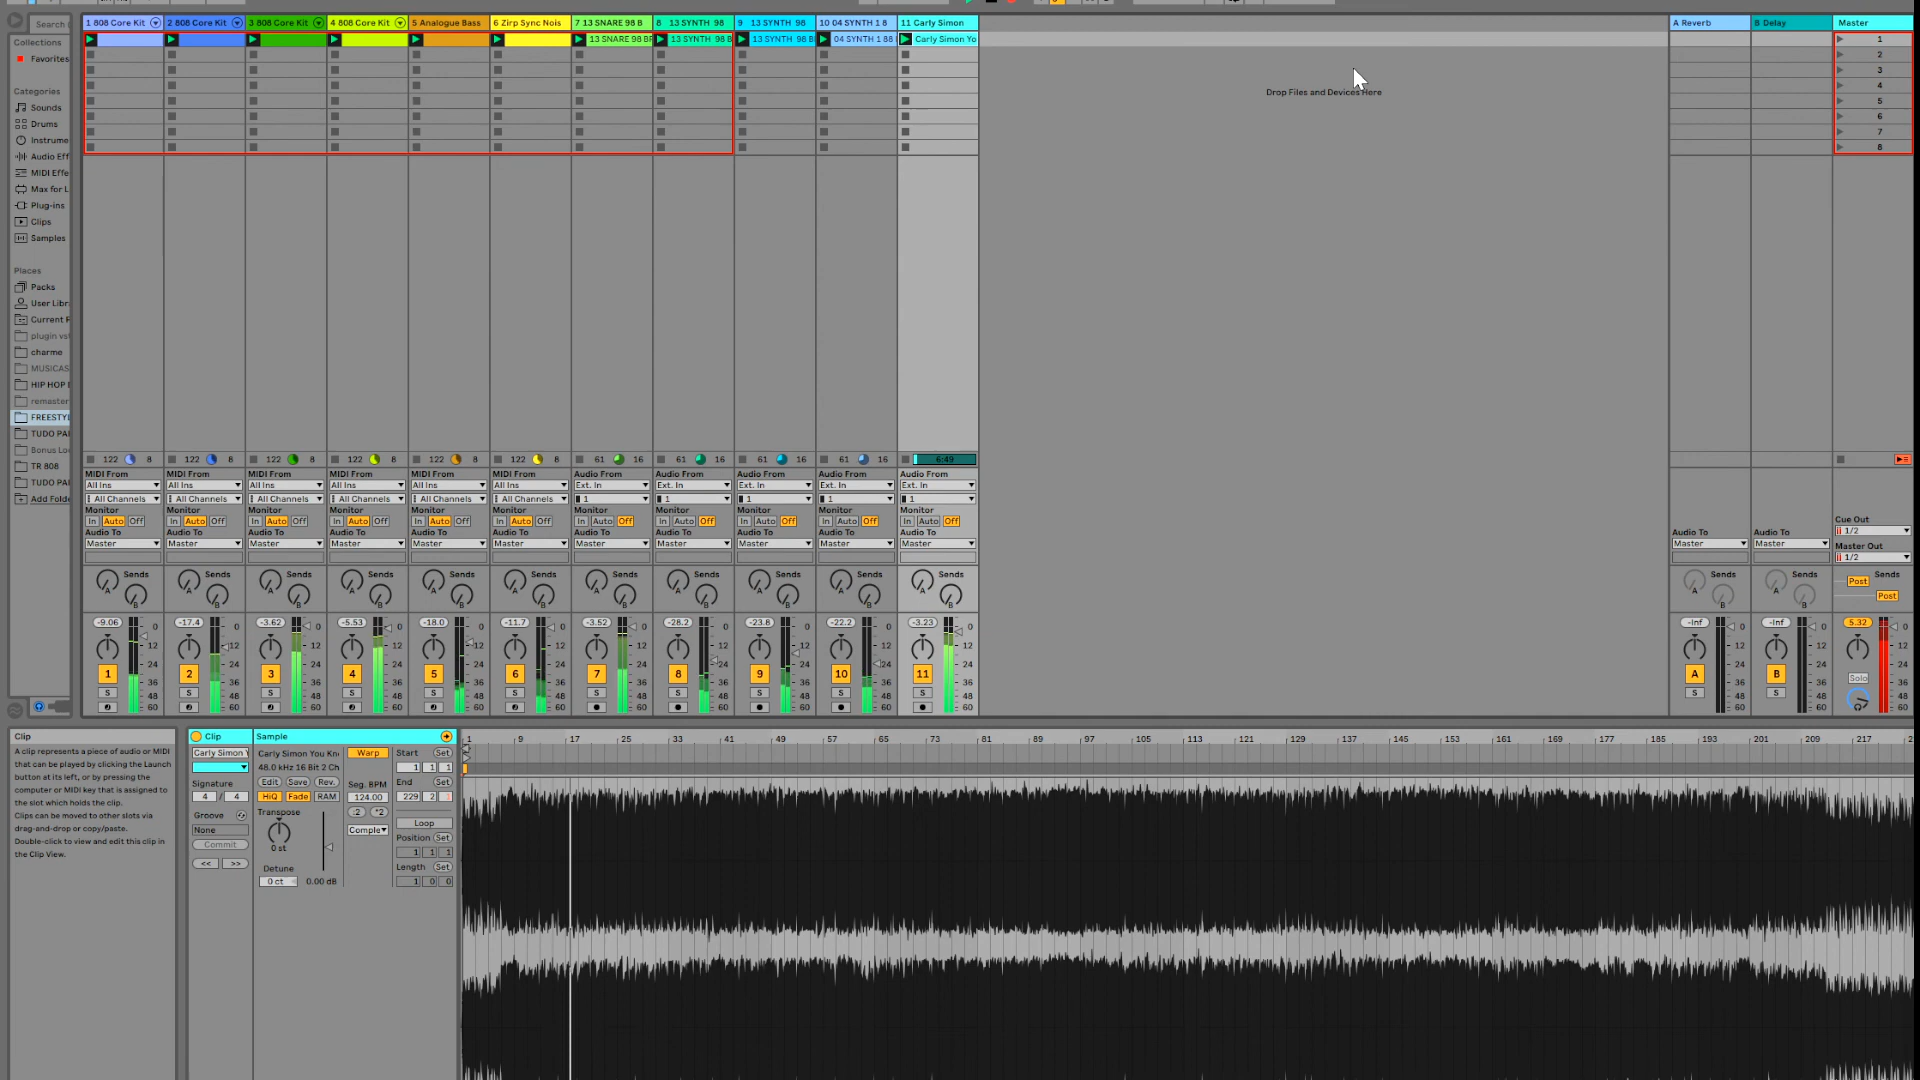 Search
1 808 Core Kit 2 808 Core Kit 3 808 Core Kit 4 808 Core Kit 5 Analogue Bass 6 Zirp Sync Nois 7 13 SNARE 98 B 8 13 SYNTH 98 9 13 SYNTH 98 10 04 SYNTH 1 8 11 Carly Simon A Reverb B Delay Master
Collections
13 SNARE 98 BF 13 SYNTH 98 B 13 SYNTH 98 B 04 SYNTH 1 88 Carly Simon Yo 1
Favorites 2
3
4
5
6
7
8
Drop Files and Devices Here
Categories
Sounds
Drums
Instrume
Audio Eff
MIDI Effe
Max for L
Plug-ins
Clips
Samples
Places
Packs
User Libr
Current P
plugin vst
charme
MUSICAS
HIP HOP
remaster
FREESTYL
TUDO PAI
Bonus Lo
TR 808
TUDO PAI
Add Folde
122 8 122 8 122 8 122 8 122 8 122 8 61 16 61 16 61 16 61 16 6:49
MIDI From MIDI From MIDI From MIDI From MIDI From MIDI From Audio From Audio From Audio From Audio From Audio From
All Ins All Ins All Ins All Ins All Ins All Ins Ext. In Ext. In Ext. In Ext. In Ext. In
All Channels All Channels All Channels All Channels All Channels All Channels 1 1 1 1 1
Monitor Monitor Monitor Monitor Monitor Monitor Monitor Monitor Monitor Monitor Monitor Cue Out
In Auto Off In Auto Off In Auto Off In Auto Off In Auto Off In Auto Off In Auto Off In Auto Off In Auto Off In Auto Off In Auto Off 1/2
Audio To Audio To Audio To Audio To Audio To Audio To Audio To Audio To Audio To Audio To Audio To Audio To Audio To Master Out
Master Master Master Master Master Master Master Master Master Master Master Master Master 1/2
Sends Sends Sends Sends Sends Sends Sends Sends Sends Sends Sends Sends Sends Sends
A A A A A A A A A A A A A Post
B B B B B B B B B B B B B Post
-9.06 -17.4 -3.62 -5.53 -18.0 -11.7 -3.52 -28.2 -23.8 -22.2 -3.23 -Inf -Inf 5.32
0 0 0 0 0 0 0 0 0 0 0 0 0 0
12 12 12 12 12 12 12 12 12 12 12 12 12 12
24 24 24 24 24 24 24 24 24 24 24 24 24 24
1 2 3 4 5 6 7 8 9 10 11 A B Solo
36 36 36 36 36 36 36 36 36 36 36 36 36 36
S S S S S S S S S S S S S
48 48 48 48 48 48 48 48 48 48 48 48 48 48
60 60 60 60 60 60 60 60 60 60 60 60 60 60
Clip
A clip represents a piece of audio or MIDI
that can be played by clicking the Launch
button at its left, or by pressing the
computer or MIDI key that is assigned to
the slot which holds the clip.
Clips can be moved to other slots via
drag-and-drop or copy/paste.
Double-click to view and edit this clip in
the Clip View.
Clip Sample
Carly Simon Y Carly Simon You Kn Warp Start Set
48.0 kHz 16 Bit 2 Ch 1 1 1
Signature Edit Save Rev. Seg. BPM End Set
4 / 4 HiQ Fade RAM 124.00 229 2
Groove Transpose :2 *2
None 0 st Comple Loop
Commit Position Set
<< >> 1 1 1
Detune Length Set
0 ct 0.00 dB 1 0 0
1 9 17 25 33 41 49 57 65 73 81 89 97 105 113 121 129 137 145 153 161 169 177 185 193 201 209 217 2